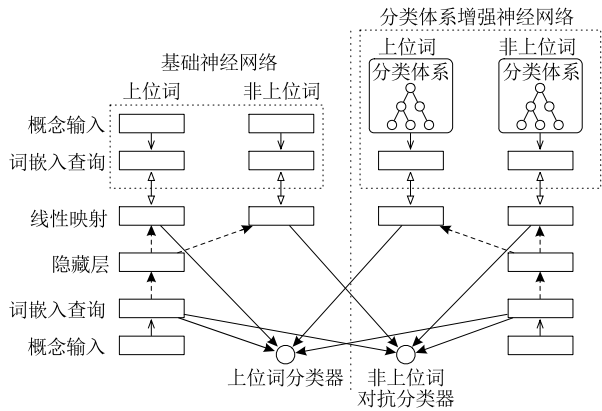 分类体系增强神经网络
基础神经网络
上位词
非上位词
上位词
非上位词
分类体系
分类体系
概念输入
词嵌入查询
线性映射
隐藏层
词嵌入查询
概念输入
上位词分类器
非上位词
对抗分类器